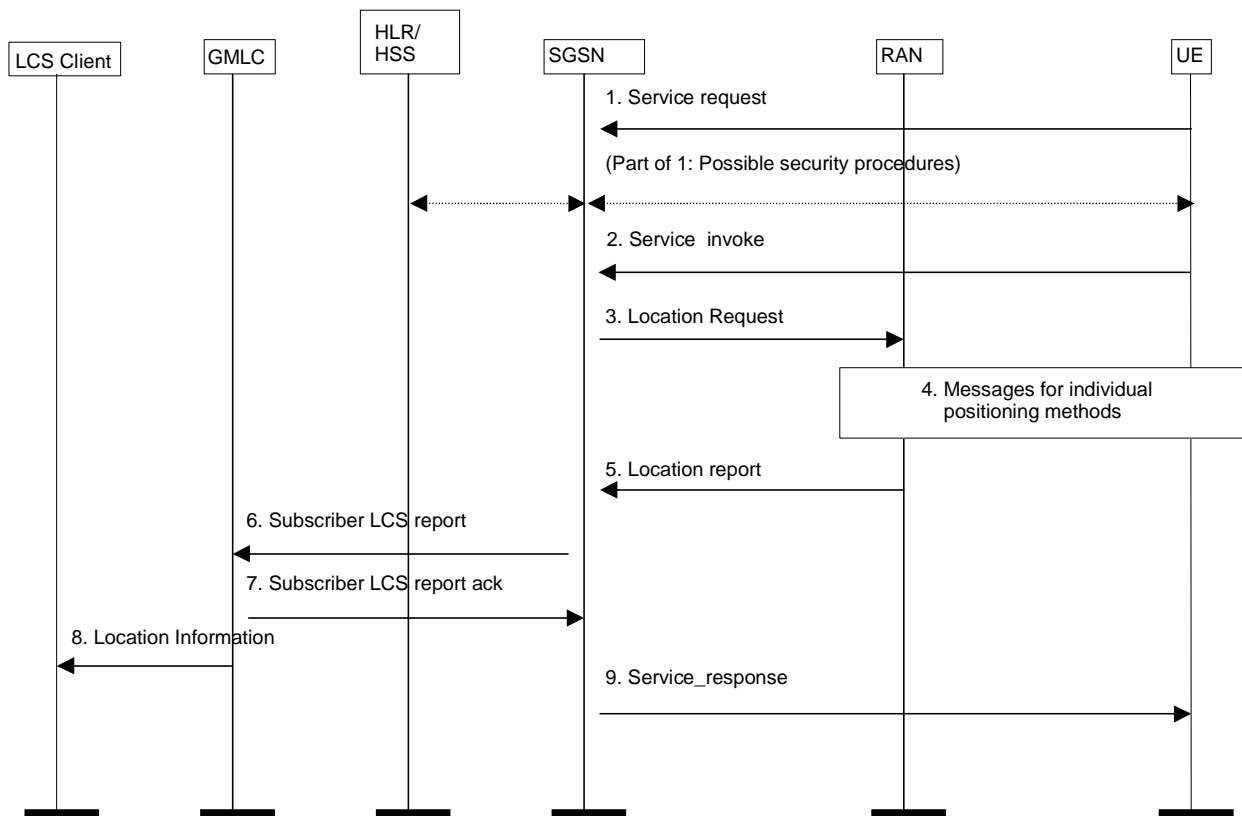 LCS Client
GMLC
HLR/
HSS
SGSN
RAN
UE
1. Service request
(Part of 1: Possible security procedures)
2. Service  invoke
3. Location Request
4. Messages for individual
positioning methods
5. Location report
6. Subscriber LCS report
7. Subscriber LCS report ack
8. Location Information
9. Service_response